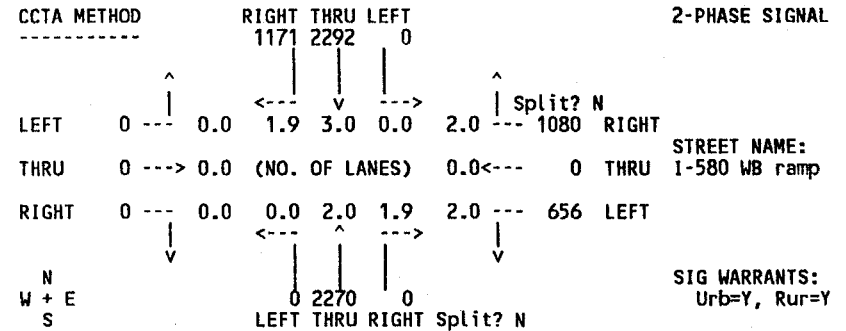 CCTA METHOD RIGHT THRU LEFT 2-PHASE SIGNAL
----------- 1171 2292 0
^ ^
<--- v ---> Split? N
LEFT 0 --- 0.0 1.9 3.0 0.0 2.0 --- 1080 RIGHT
STREET NAME:
THRU 0 ---> 0.0 (NO. OF LANES) 0.0<--- 0 THRU I-580 WB ramp
RIGHT 0 --- 0.0 0.0 2.0 1.9 2.0 --- 656 LEFT
<--- ^ --->
v v
N SIG WARRANTS:
W + E 0 2270 0 Urb=Y, Rur=Y
S LEFT THRU RIGHT Split? N